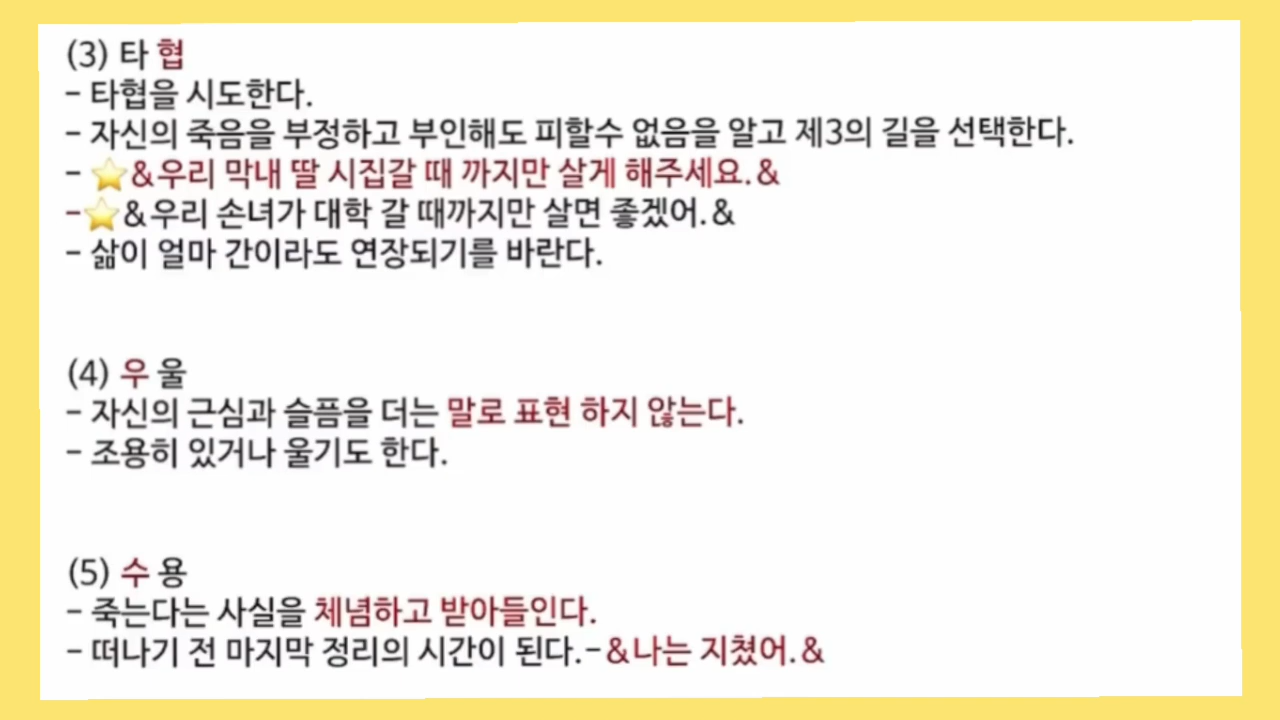 (3) 타 협
- 타협을 시도한다.
- 자신의 죽음을 부정하고 부인해도 피할수 없음을 알고 제3의 길을 선택한다.
- ⭐&우리 막내 딸 시집갈 때 까지만 살게 해주세요.&
-⭐&우리 손녀가 대학 갈 때까지만 살면 좋겠어.&
- 삶이 얼마 간이라도 연장되기를 바란다.
(4) 우 울
- 자신의 근심과 슬픔을 더는 말로 표현 하지 않는다.
- 조용히 있거나 울기도 한다.
(5) 수 용
- 죽는다는 사실을 체념하고 받아들인다.
- 떠나기 전 마지막 정리의 시간이 된다.-&나는 지쳤어.&